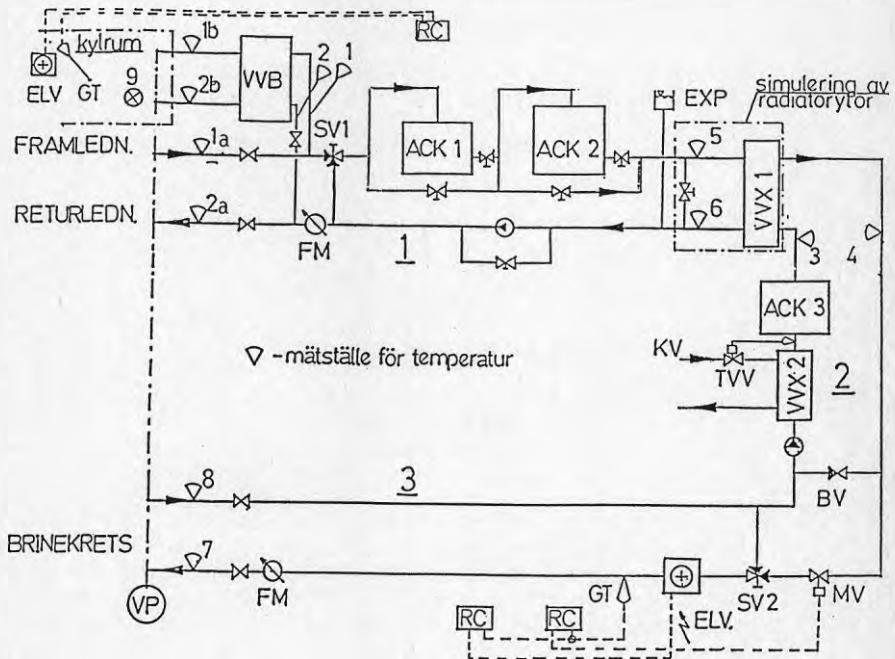 RC
1b
kylrum
VVB
2
1
ELV
GT
9
2b
SV1
EXP
simulering av
radiatorytor
FRAMLEDN.
1a
ACK 1
ACK 2
5
VVX 1
RETURLEDN.
2a
FM
1
6
3
4
ACK 3
▽ -mätställe för temperatur
KV
TVV
VVX 2
2
8
3
BV
BRINEKRETS
7
VP
FM
GT
SV2
MV
RC
RC
ELV.